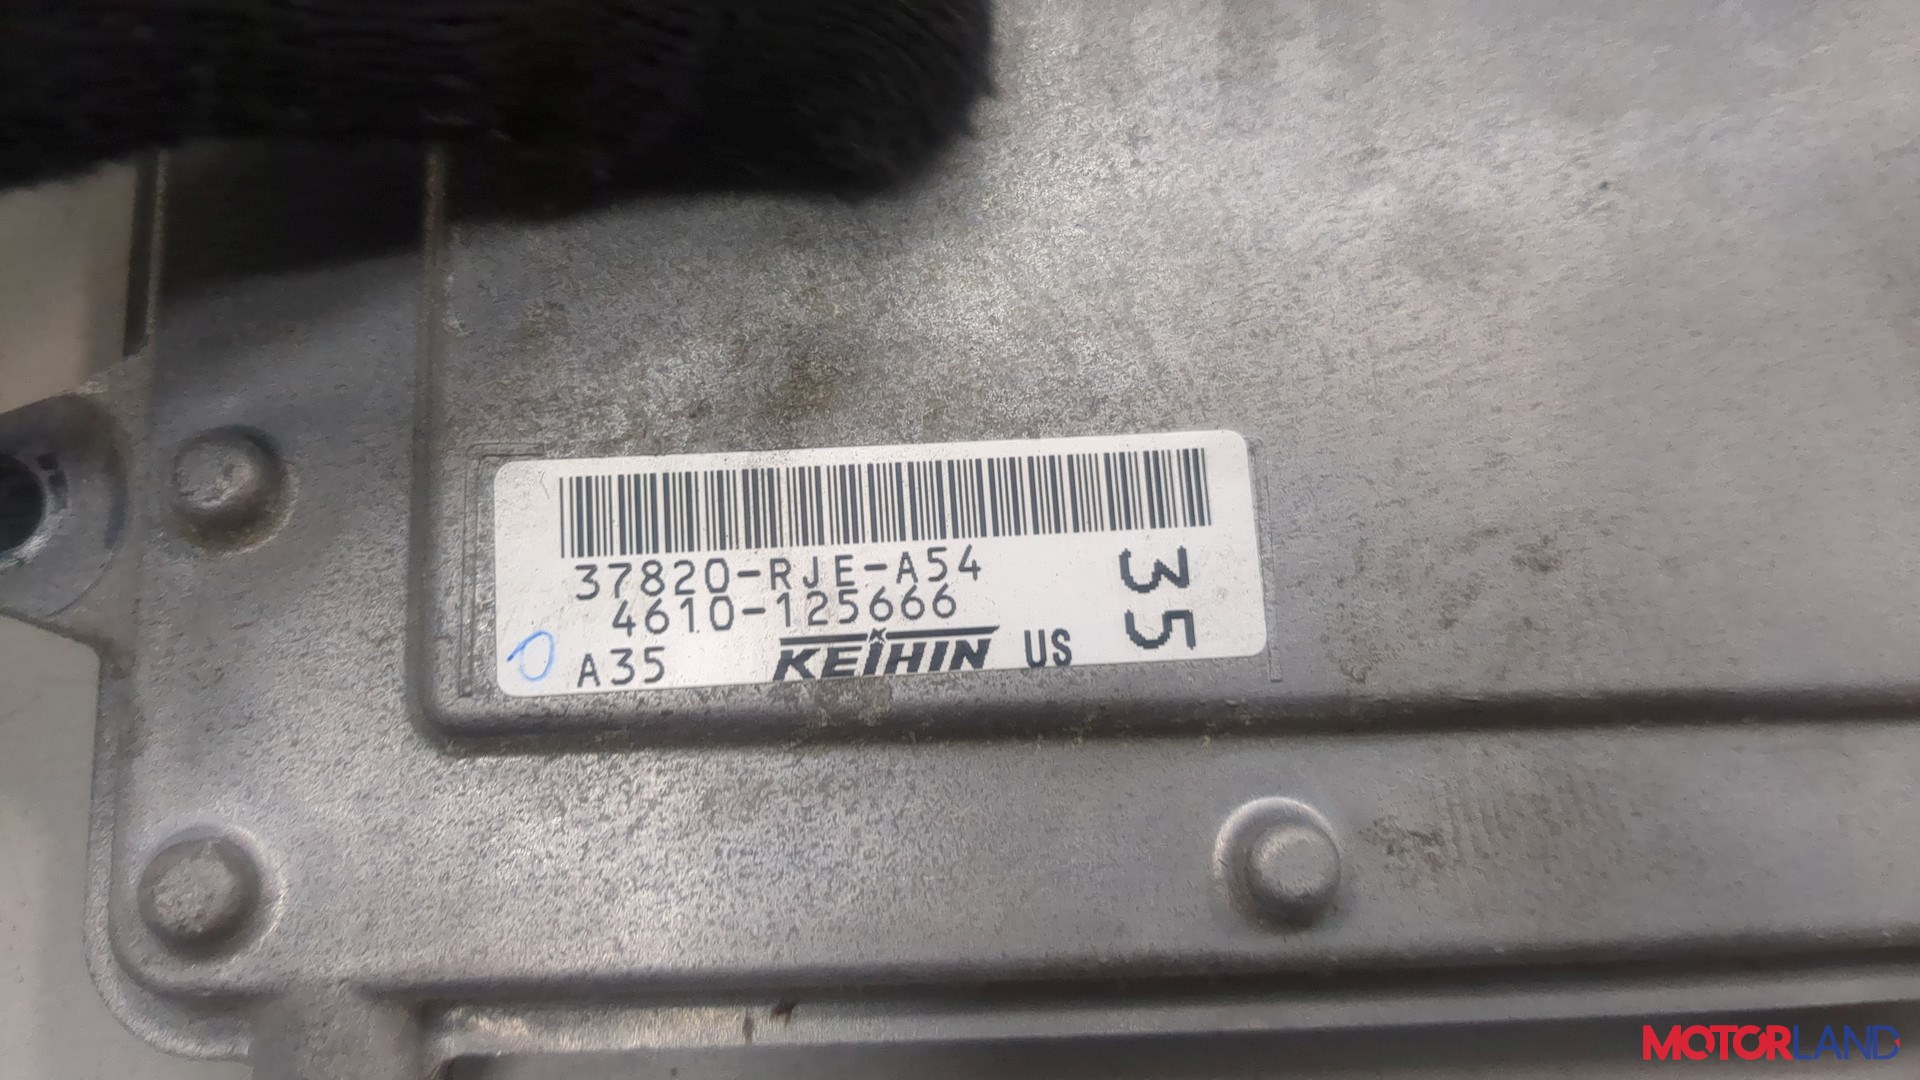 37820-RJE-A54
4610-125666
A35 KEIHIN US
35
MOTORLAND